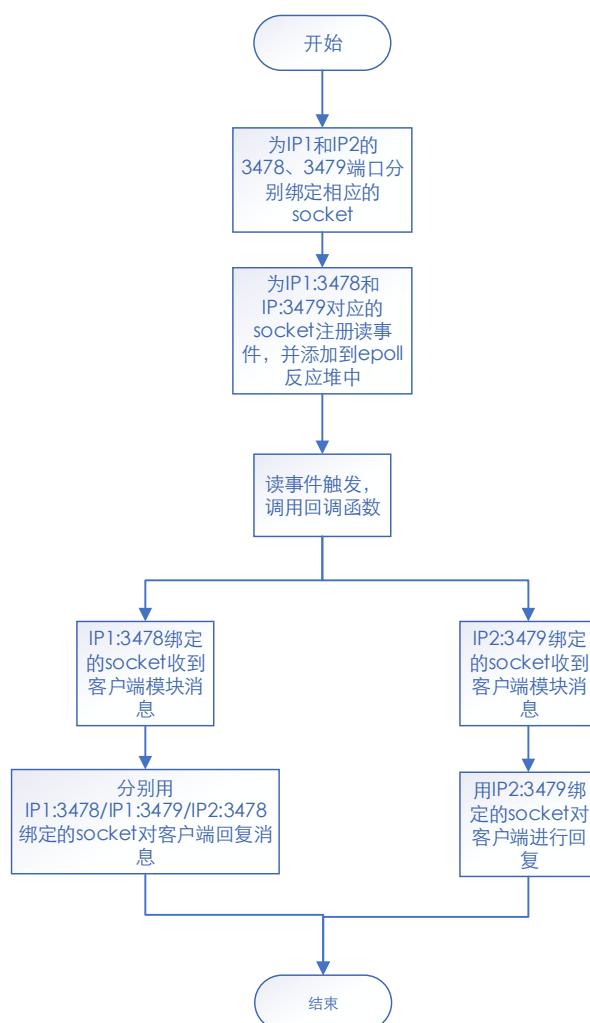 开始
为IP1和IP2的
3478、3479端口分
别绑定相应的
socket
为IP1:3478和
IP:3479对应的
socket注册读事
件，并添加到epoll
反应堆中
读事件触发，
调用回调函数
IP1:3478绑定
的socket收到
客户端模块消
息
IP2:3479绑定
的socket收到
客户端模块消
息
分别用
IP1:3478/IP1:3479/IP2:3478
绑定的socket对客户端回复消
息
用IP2:3479绑
定的socket对
客户端进行回
复
结束